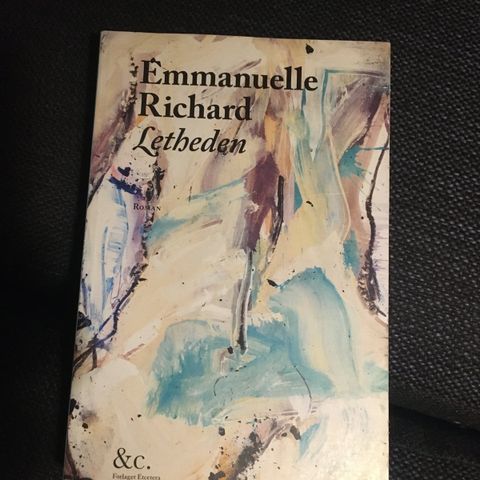 Emmanuelle
Richard
Letheden
Roman
&c.
Forlaget Etcetera